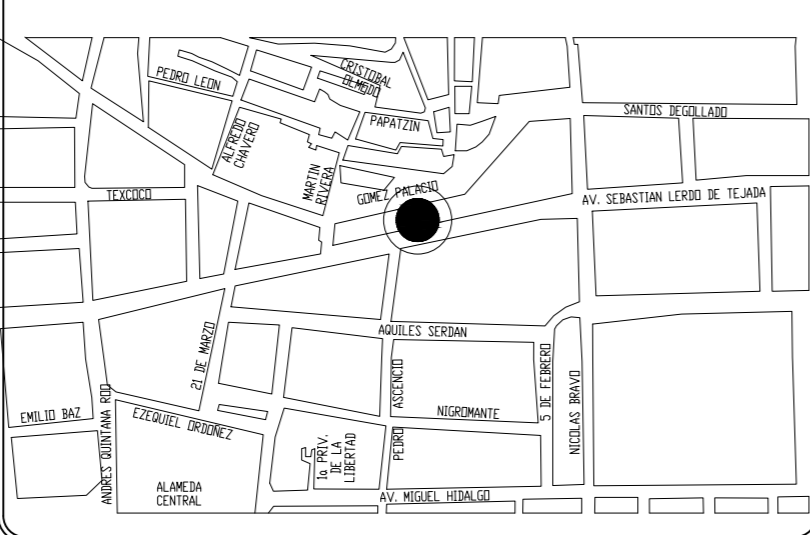 CRISTOBAL
OLMEDO
PEDRO LEON
SANTOS DEGOLLADO
PAPATZIN
ALFREDO
CHAVERO
MARTIN
RIVERA
TEXCOCO
GOMEZ PALACIO
AV. SEBASTIAN LERDO DE TEJADA
AQUILES SERDAN
21 DE MARZO
ASCENCIO
5 DE FEBRERO
NICOLAS BRAVO
EMILIO BAZ
ANDRES QUINTANA ROO
EZEQUIEL ORDOÑEZ
NIGROMANTE
1a PRIV.
DE LA
LIBERTAD
PEDRO
ALAMEDA
CENTRAL
AV. MIGUEL HIDALGO